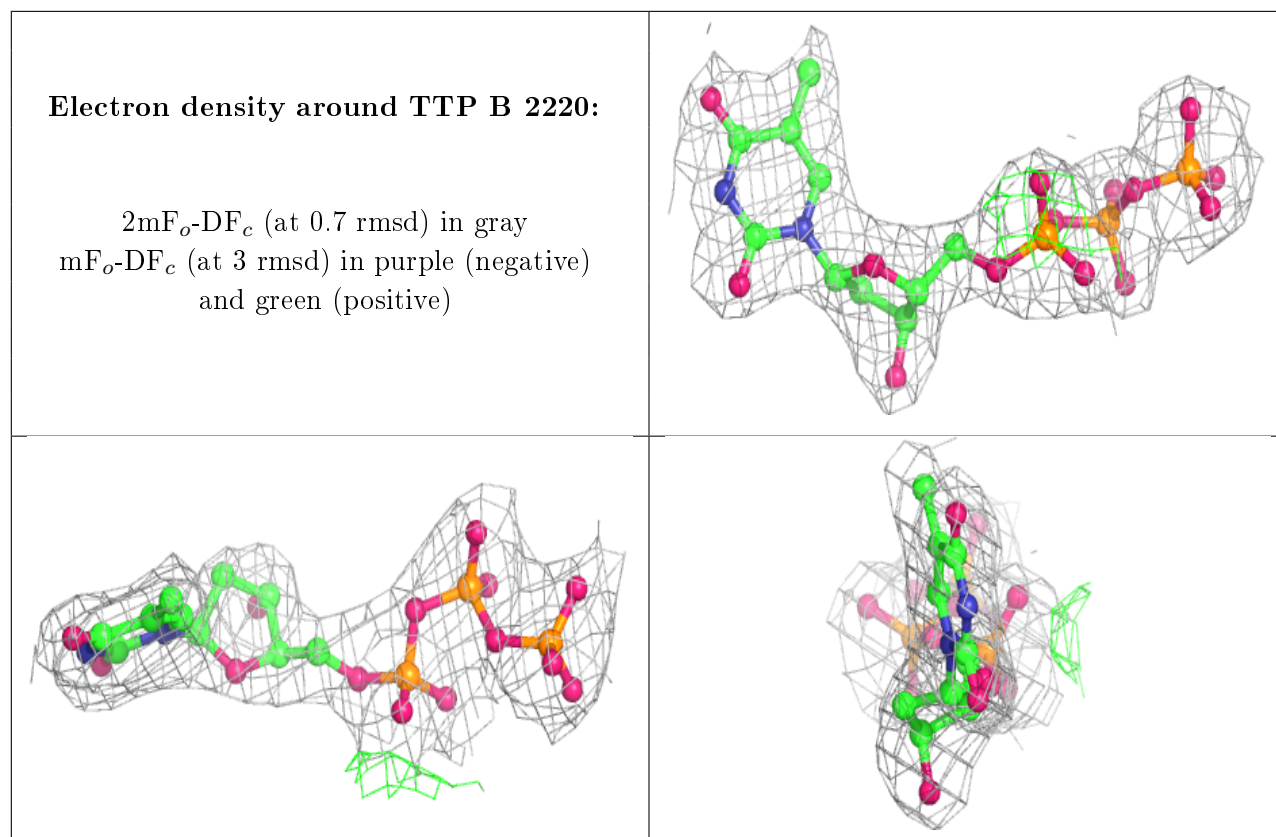 Electron density around TTP B 2220:
2mFo-DFc (at 0.7 rmsd) in gray
mFo-DFc (at 3 rmsd) in purple (negative)
and green (positive)